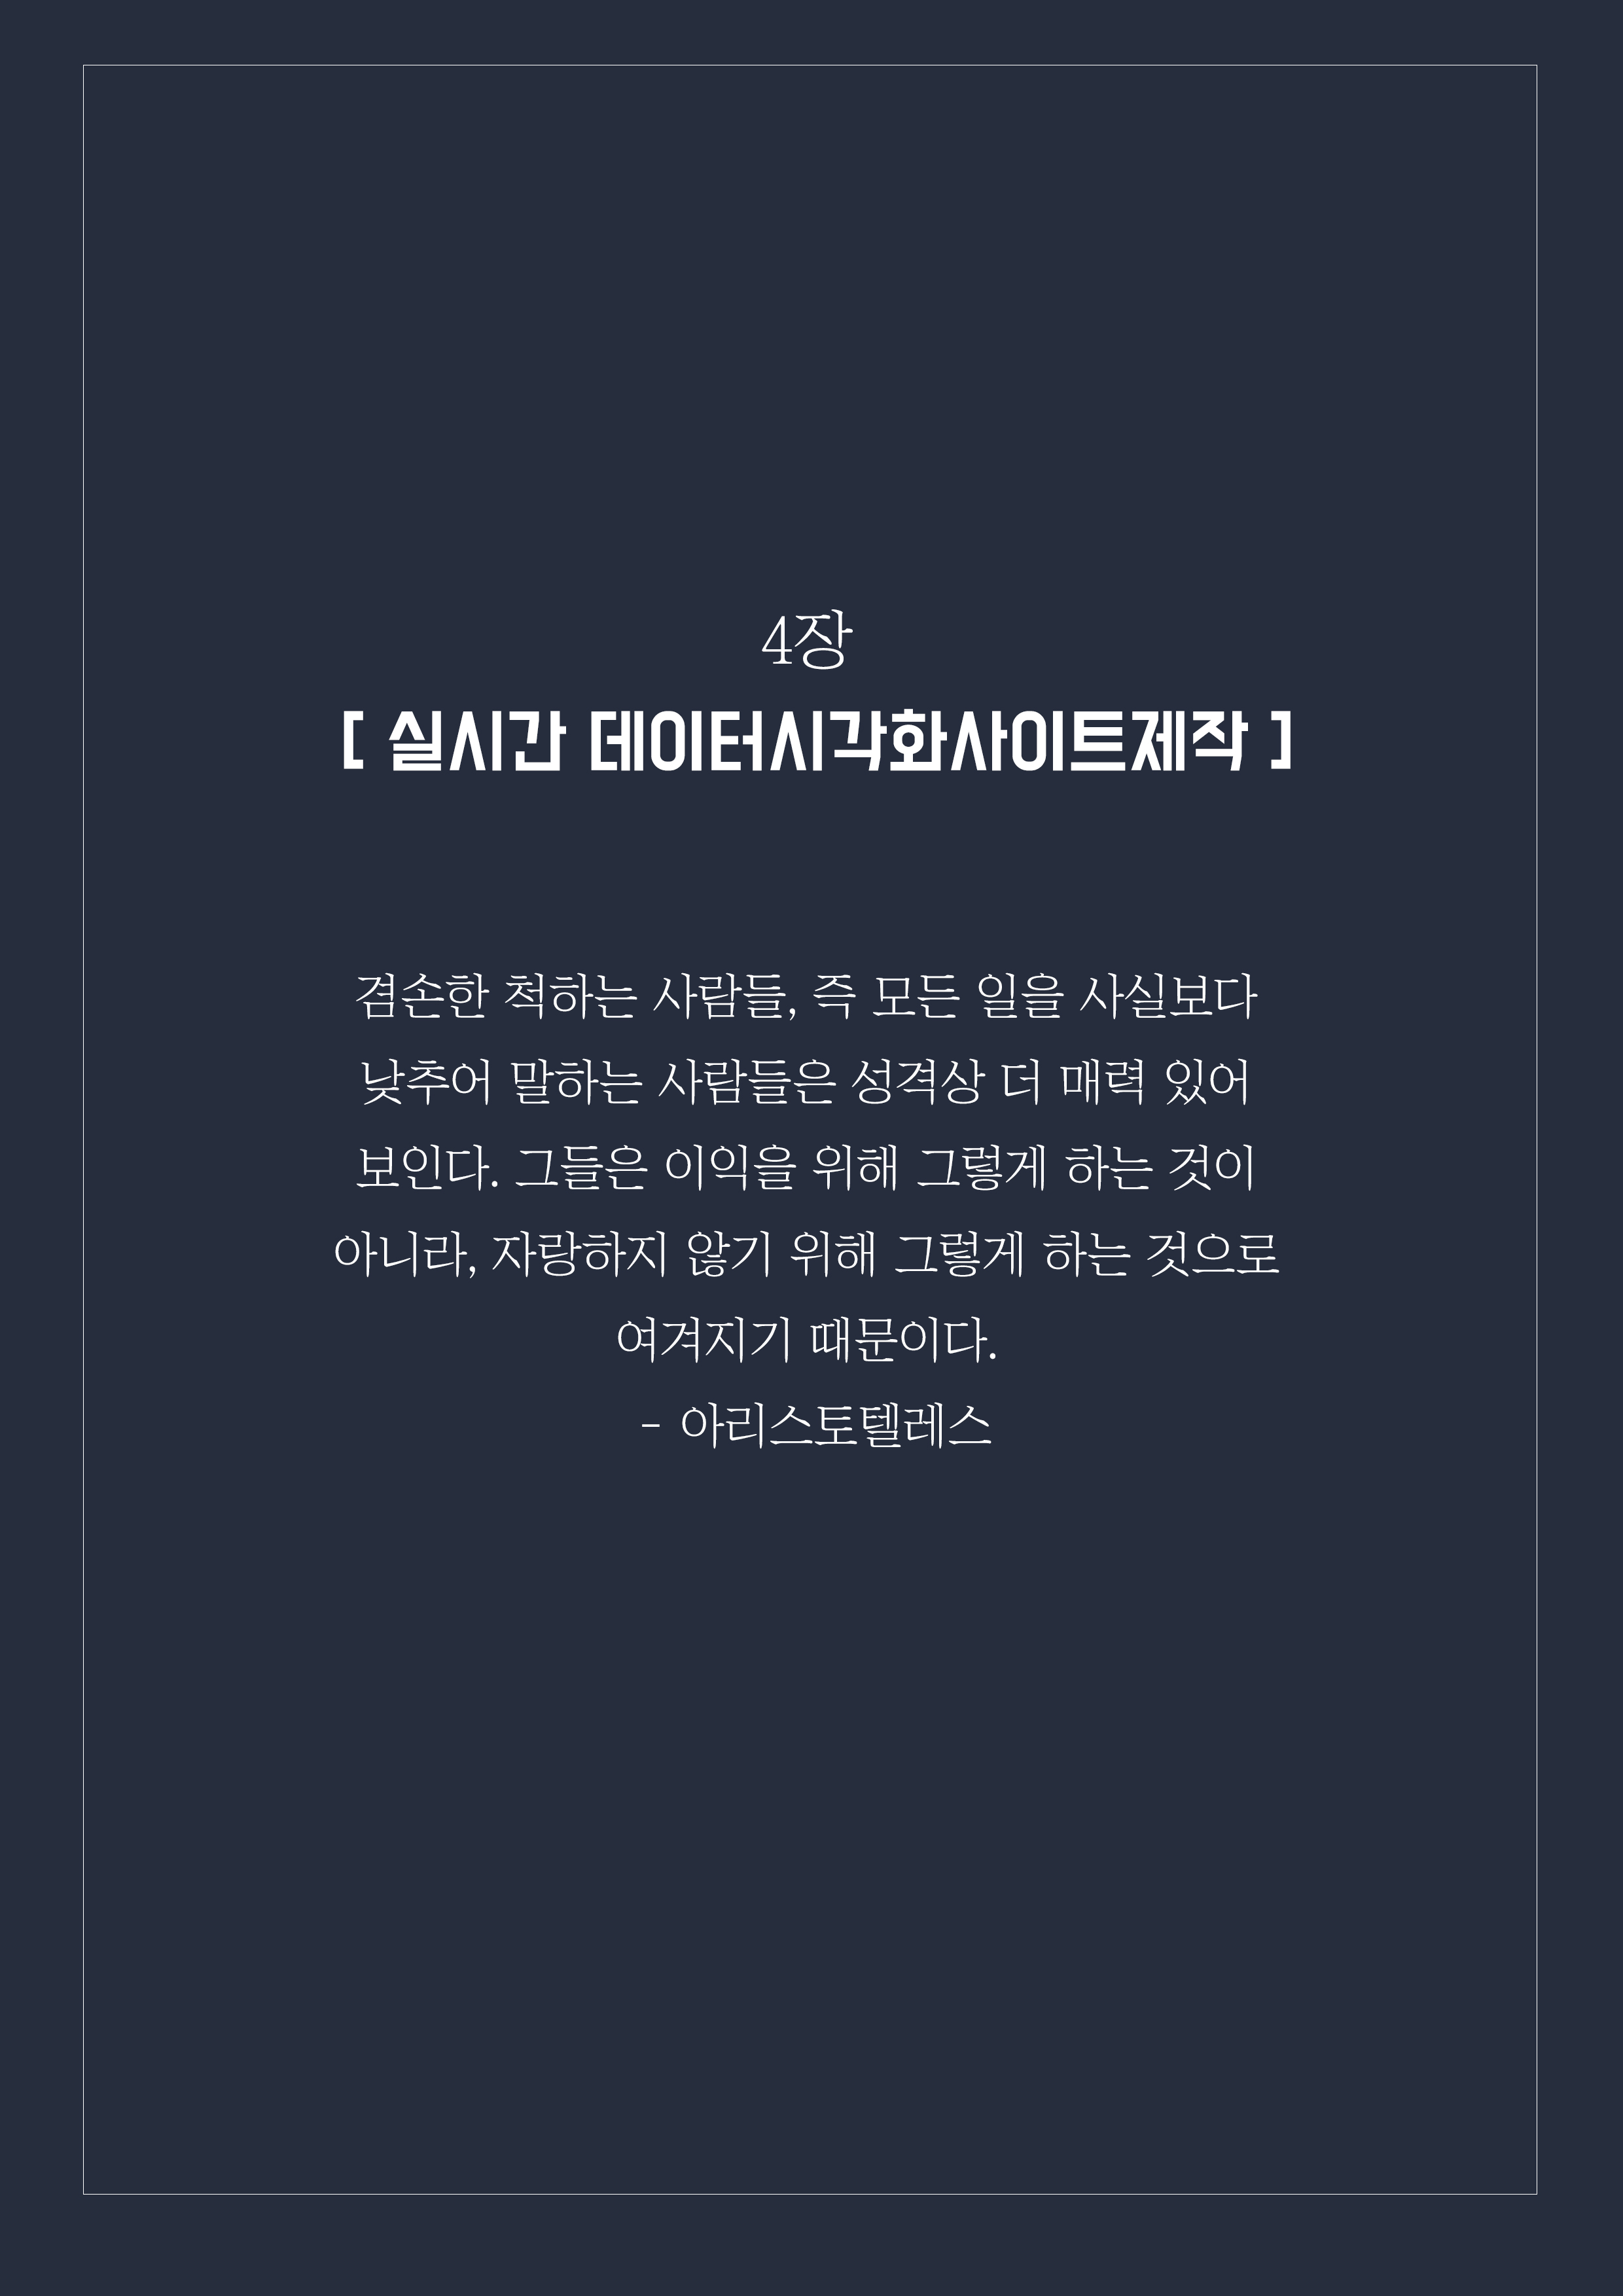 4장
[ 실시간 데이터시각화사이트제작 ]
겸손한 척하는 사람들, 즉 모든 일을 사실보다
낮추어 말하는 사람들은 성격상 더 매력 있어
보인다. 그들은 이익을 위해 그렇게 하는 것이
아니라, 자랑하지 않기 위해 그렇게 하는 것으로
여겨지기 때문이다.
- 아리스토텔레스